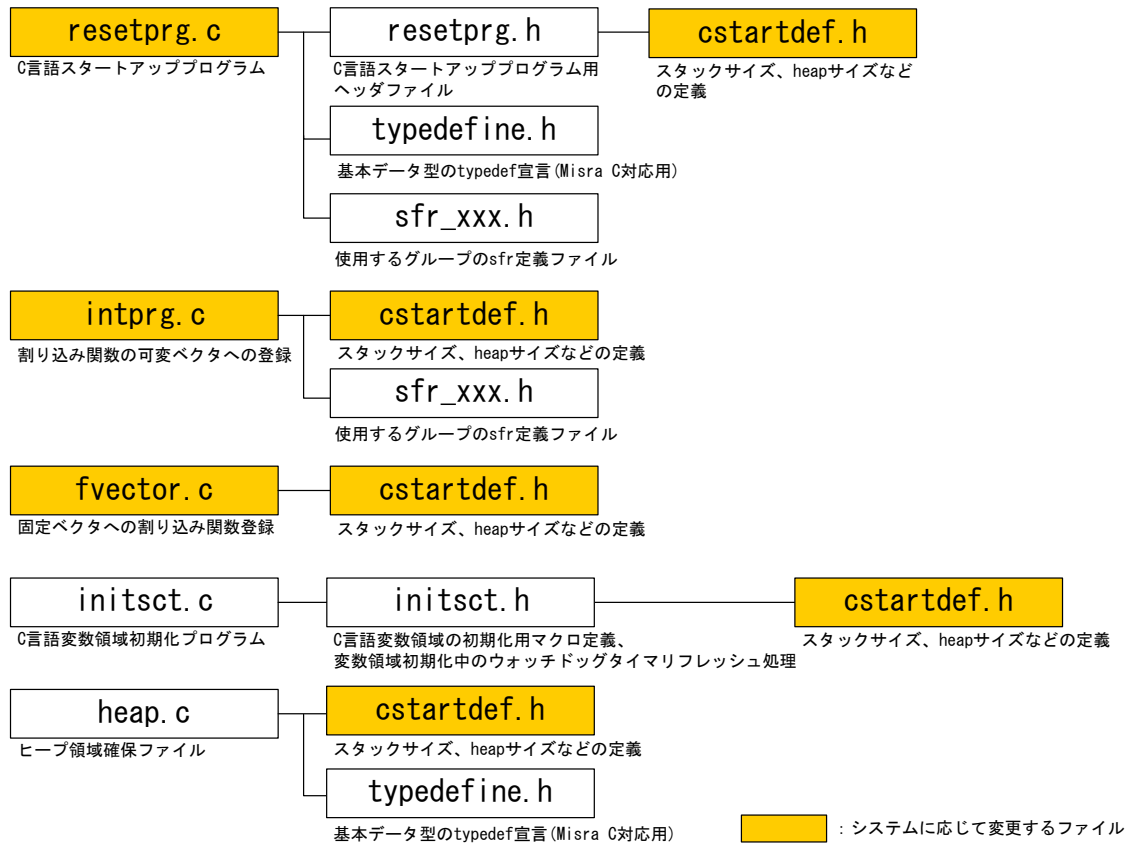 resetprg.c
C言語スタートアッププログラム
resetprg.h
C言語スタートアッププログラム用
ヘッダファイル
cstartdef.h
スタックサイズ、heapサイズなど
の定義
typedefine.h
基本データ型のtypedef宣言(Misra C対応用)
sfr_xxx.h
使用するグループのsfr定義ファイル
intprg.c
割り込み関数の可変ベクタへの登録
cstartdef.h
スタックサイズ、heapサイズなどの定義
sfr_xxx.h
使用するグループのsfr定義ファイル
fvector.c
固定ベクタへの割り込み関数登録
cstartdef.h
スタックサイズ、heapサイズなどの定義
initsct.c
C言語変数領域初期化プログラム
initsct.h
C言語変数領域の初期化用マクロ定義、
変数領域初期化中のウォッチドッグタイマリフレッシュ処理
cstartdef.h
スタックサイズ、heapサイズなどの定義
heap.c
ヒープ領域確保ファイル
cstartdef.h
スタックサイズ、heapサイズなどの定義
typedefine.h
基本データ型のtypedef宣言(Misra C対応用)
：システムに応じて変更するファイル